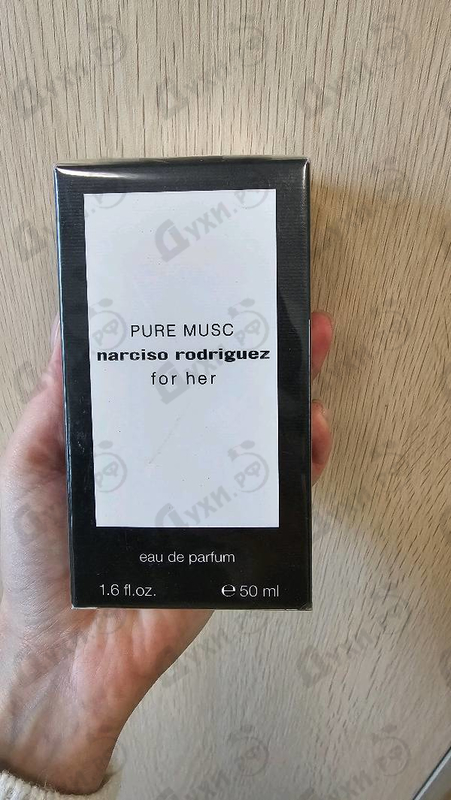 PURE MUSC
narciso rodriguez
for her
eau de parfum
1.6 fl.oz.
℮ 50 ml
Духи.рф